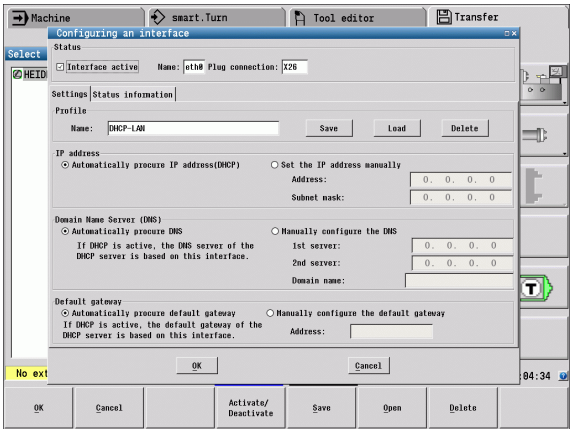 Machine
smart.Turn
Tool editor
Transfer
Configuring an interface
Select
HEID
Status
Interface active
Name: eth0 Plug connection: X26
Settings Status information
Profile
Name: DHCP-LAN
Save
Load
Delete
IP address
Automatically procure IP address(DHCP)
Set the IP address manually
Address: 0. 0. 0. 0
Subnet mask: 0. 0. 0. 0
Domain Name Server (DNS)
Automatically procure DNS
If DHCP is active, the DNS server of the
DHCP server is based on this interface.
Manually configure the DNS
1st server: 0. 0. 0. 0
2nd server: 0. 0. 0. 0
Domain name:
Default gateway
Automatically procure default gateway
If DHCP is active, the default gateway of the
DHCP server is based on this interface.
Manually configure the default gateway
Address:
OK
Cancel
T
No ext
:04:34
OK
Cancel
Activate/
Deactivate
Save
Open
Delete